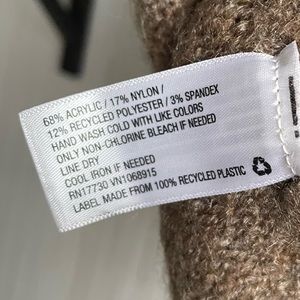 68% ACRYLIC / 17% NYLON /
12% RECYCLED POLYESTER / 3% SPANDEX
HAND WASH COLD WITH LIKE COLORS
ONLY NON-CHLORINE BLEACH IF NEEDED
LINE DRY
COOL IRON IF NEEDED
RN17730 VN1068915
LABEL MADE FROM 100% RECYCLED PLASTIC